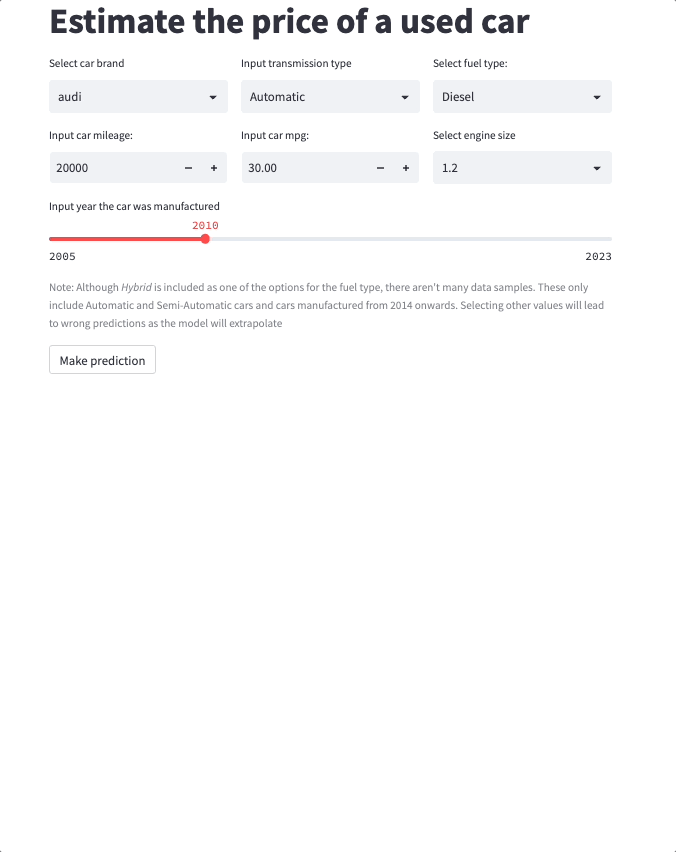 Estimate the price of a used car
Select car brand
Input transmission type
Select fuel type:
audi
Automatic
Diesel
Input car mileage:
Input car mpg:
Select engine size
20000
30.00
1.2
Input year the car was manufactured
2010
2005
2023
Note: Although Hybrid is included as one of the options for the fuel type, there aren't many data samples. These only
include Automatic and Semi-Automatic cars and cars manufactured from 2014 onwards. Selecting other values will lead
to wrong predictions as the model will extrapolate
Make prediction